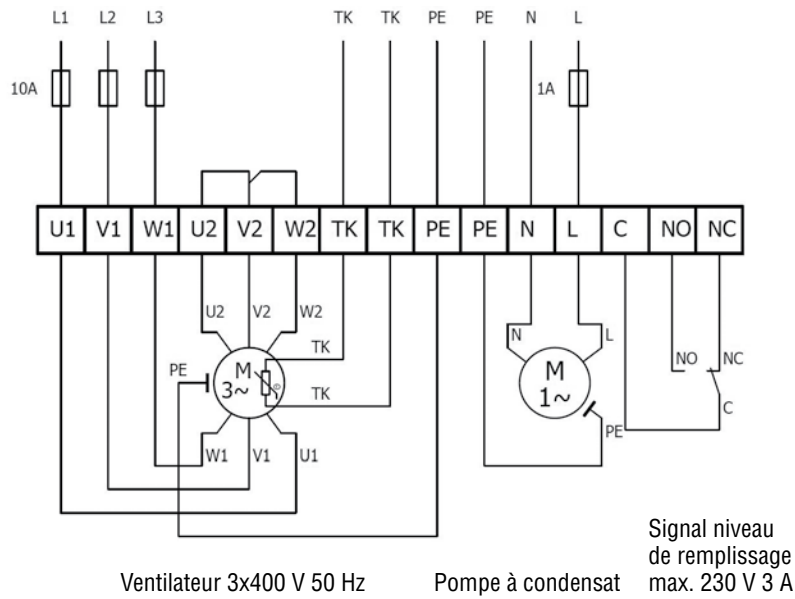 L1 L2 L3 TK TK PE PE N L
10A 1A
U1 V1 W1 U2 V2 W2 TK TK PE PE N L C NO NC
U2 V2 W2
TK
N L
PE
M
3~
TK
M
1~
NO NC
C
W1 V1 U1
PE
Signal niveau
de remplissage
Ventilateur 3x400 V 50 Hz Pompe à condensat max. 230 V 3 A